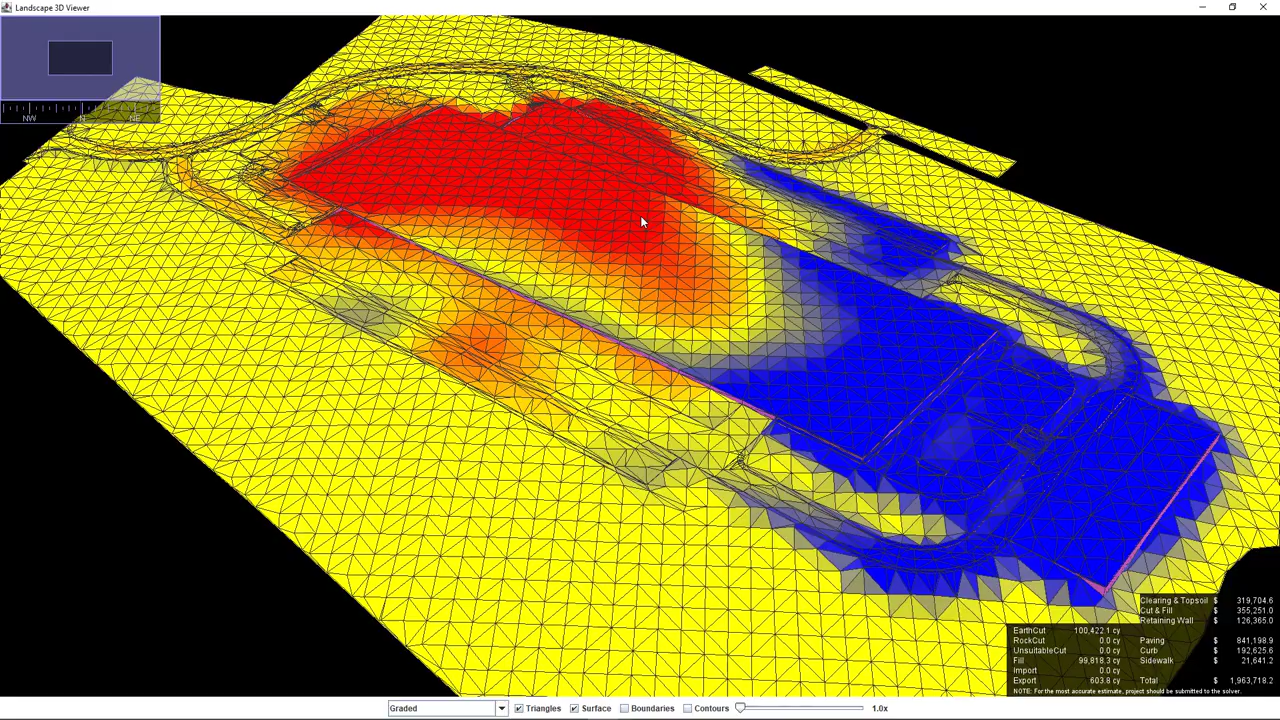 Landscape 3D Viewer
NW N NE
Clearing & Topsoil $ 319,704.6
Cut & Fill $ 355,251.0
Retaining Wall $ 126,365.0
EarthCut 100,422.1 cy
RockCut 0.0 cy Paving $ 841,198.9
UnsuitableCut 0.0 cy Curb $ 192,625.6
Fill 99,818.3 cy Sidewalk $ 21,641.2
Import 0.0 cy
Export 603.8 cy Total $ 1,963,718.2
NOTE: For the most accurate estimate, project should be submitted to the solver.
Graded Triangles Surface Boundaries Contours 1.0x